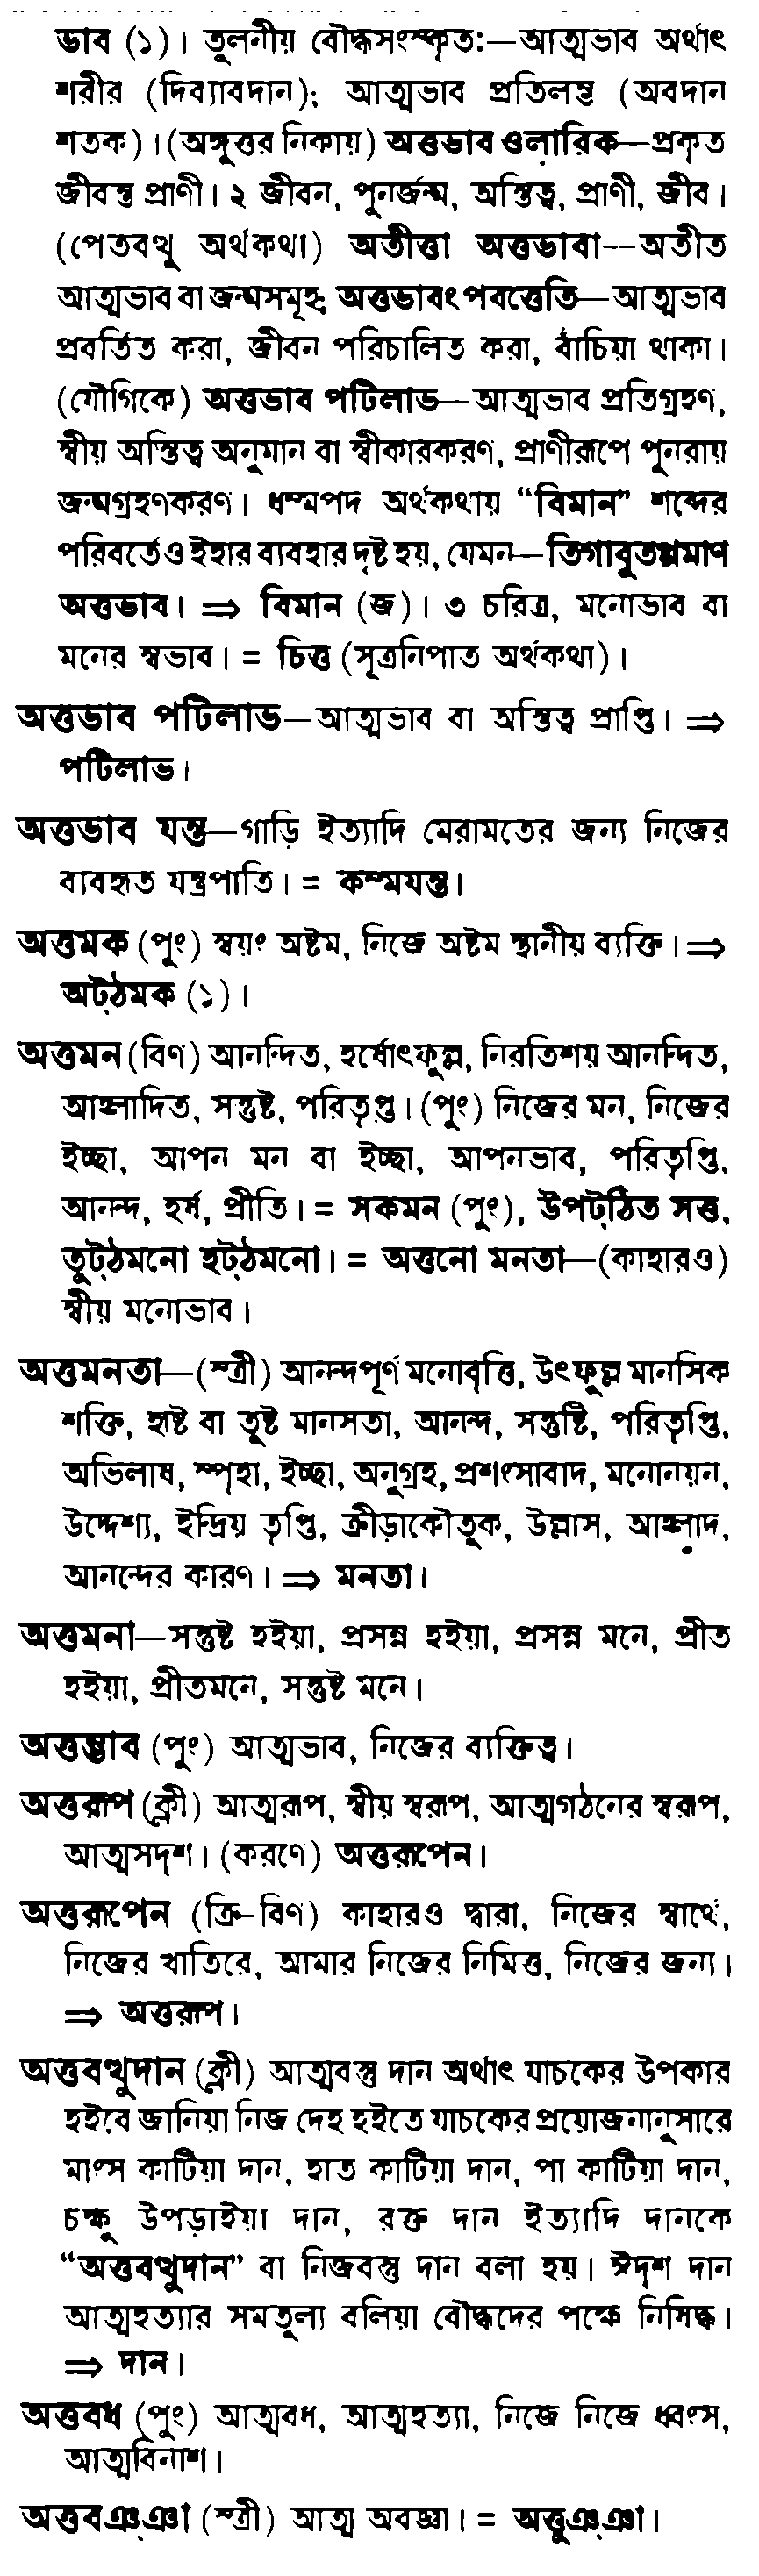 ভাব (১)। তুলনীয় বৌদ্ধসংস্কৃত:—আত্মভাব অর্থাৎ
শরীর (দিব্যাবদান); আত্মভাব প্রতিলম্ভ (অবদান
শতক)। (অঙ্গুত্তর নিকায়) অত্তভাব ওল়ারিক—প্রকৃত
জীবন্ত প্রাণী। ২ জীবন, পুনর্জন্ম, অস্তিত্ব, প্রাণী, জীব।
(পেতবত্থু অর্থকথা) অতীত্তা অত্তভাবা--অতীত
আত্মভাব বা জন্মসমূহ; অত্তভাবং পবত্তেতি—আত্মভাব
প্রবর্তিত করা, জীবন পরিচালিত করা, বাঁচিয়া থাকা।
(যৌগিকে) অত্তভাব পটিলাভ—আত্মভাব প্রতিগ্রহণ,
স্বীয় অস্তিত্ব অনুমান বা স্বীকারকরণ, প্রাণীরূপে পুনরায়
জন্মগ্রহণকরণ। ধম্মপদ অর্থকথায় “বিমান” শব্দের
পরিবর্তেও ইহার ব্যবহার দৃষ্ট হয়, যেমন—তিগাবুতপ্পমাণ
অত্তভাব। ⇒ বিমান (জ)। ৩ চরিত্র, মনোভাব বা
মনের স্বভাব। = চিত্ত (সূত্রনিপাত অর্থকথা)।
অত্তভাব পটিলাভ—আত্মভাব বা অস্তিত্ব প্রাপ্তি। ⇒
পটিলাভ।
অত্তভাব যন্ত—গাড়ি ইত্যাদি মেরামতের জন্য নিজের
ব্যবহৃত যন্ত্রপাতি। = কম্মযন্ত।
অত্তমক (পুং) স্বয়ং অষ্টম, নিজে অষ্টম স্থানীয় ব্যক্তি। ⇒
অট্‌ঠমক (১)।
অত্তমন (বিণ) আনন্দিত, হর্ষোৎফুল্ল, নিরতিশয় আনন্দিত,
আহ্লাদিত, সন্তুষ্ট, পরিতৃপ্ত। (পুং) নিজের মন, নিজের
ইচ্ছা, আপন মন বা ইচ্ছা, আপনভাব, পরিতৃপ্তি,
আনন্দ, হর্ষ, প্রীতি। = সকমন (পুং), উপট্‌ঠিত সত্ত,
তুট্‌ঠমনো হট্‌ঠমনো। = অত্তনো মনতা—(কাহারও)
স্বীয় মনোভাব।
অত্তমনতা—(স্ত্রী) আনন্দপূর্ণ মনোবৃত্তি, উৎফুল্ল মানসিক
শক্তি, হৃষ্ট বা তুষ্ট মানসতা, আনন্দ, সন্তুষ্টি, পরিতৃপ্তি,
অভিলাষ, স্পৃহা, ইচ্ছা, অনুগ্রহ, প্রশংসাবাদ, মনোনয়ন,
উদ্দেশ্য, ইন্দ্রিয় তৃপ্তি, ক্রীড়াকৌতুক, উল্লাস, আহ্লাদ,
আনন্দের কারণ। ⇒ মনতা।
অত্তমনা—সন্তুষ্ট হইয়া, প্রসন্ন হইয়া, প্রসন্ন মনে, প্রীত
হইয়া, প্রীতমনে, সন্তুষ্ট মনে।
অত্তম্ভাব (পুং) আত্মভাব, নিজের ব্যক্তিত্ব।
অত্তরূপ (ক্লী) আত্মরূপ, স্বীয় স্বরূপ, আত্মগঠনের স্বরূপ,
আত্মসদৃশ। (করণে) অত্তরূপেন।
অত্তরূপেন (ক্রি-বিণ) কাহারও দ্বারা, নিজের স্বার্থে,
নিজের খাতিরে, আমার নিজের নিমিত্ত, নিজের জন্য।
⇒ অত্তরূপ।
অত্তবত্থুদান (ক্লী) আত্মবস্তু দান অর্থাৎ যাচকের উপকার
হইবে জানিয়া নিজ দেহ হইতে যাচকের প্রয়োজনানুসারে
মাংস কাটিয়া দান, হাত কাটিয়া দান, পা কাটিয়া দান,
চক্ষু উপড়াইয়া দান, রক্ত দান ইত্যাদি দানকে
“অত্তবত্থুদান” বা নিজবস্তু দান বলা হয়। ঈদৃশ দান
আত্মহত্যার সমতুল্য বলিয়া বৌদ্ধদের পক্ষে নিসিদ্ধ।
⇒ দান।
অত্তবধ (পুং) আত্মবধ, আত্মহত্যা, নিজে নিজে ধ্বংস,
আত্মবিনাশ।
অত্তবঞ্‌ঞা (স্ত্রী) আত্ম অবজ্ঞা। = অত্তুঞ্‌ঞা।